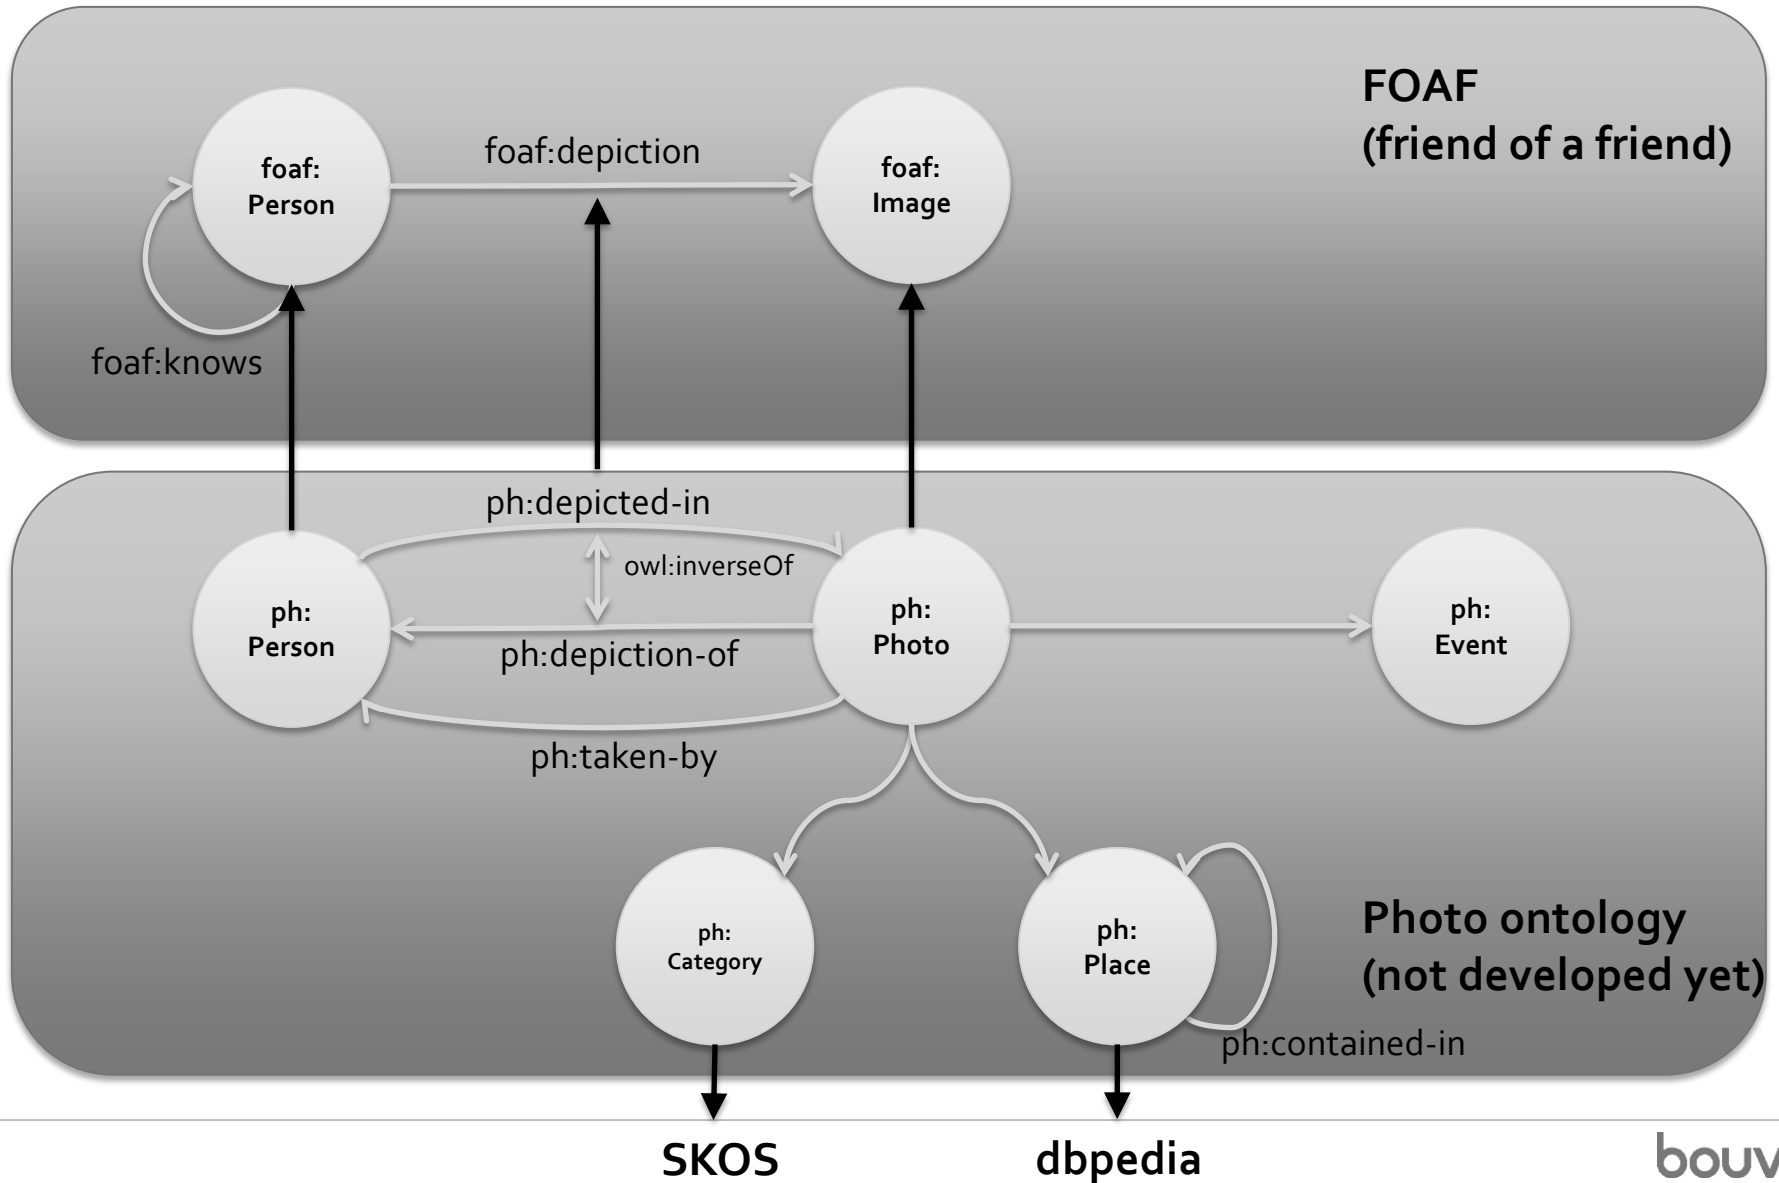 FOAF
(friend of a friend)
foaf:
Person
foaf:depiction
foaf:
Image
foaf:knows
ph:depicted-in
owl:inverseOf
ph:
Person
ph:depiction-of
ph:
Photo
ph:
Event
ph:taken-by
ph:
Category
ph:
Place
Photo ontology
(not developed yet)
ph:contained-in
SKOS
dbpedia
bouv